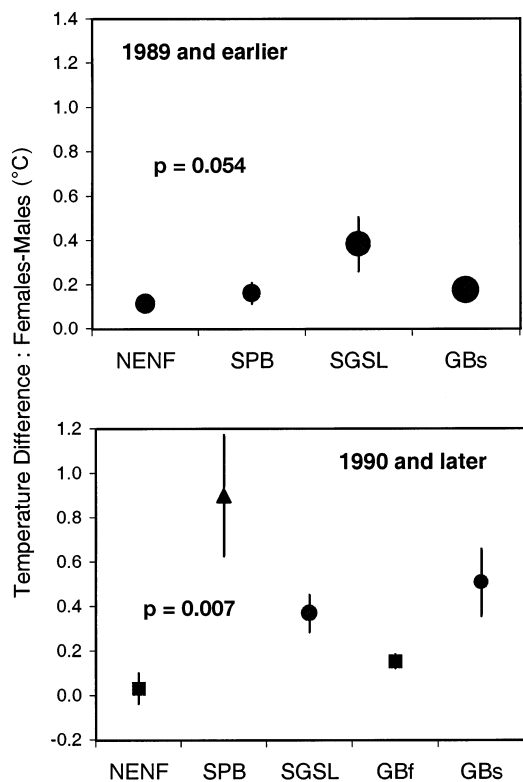 Temperature Difference : Females-Males (°C)
1.4
1.2
1.0
0.8
0.6
0.4
0.2
0.0
1989 and earlier
p = 0.054
NENF SPB SGSL GBs
1.2
1.0
0.8
0.6
0.4
0.2
0.0
-0.2
1990 and later
p = 0.007
NENF SPB SGSL GBf GBs